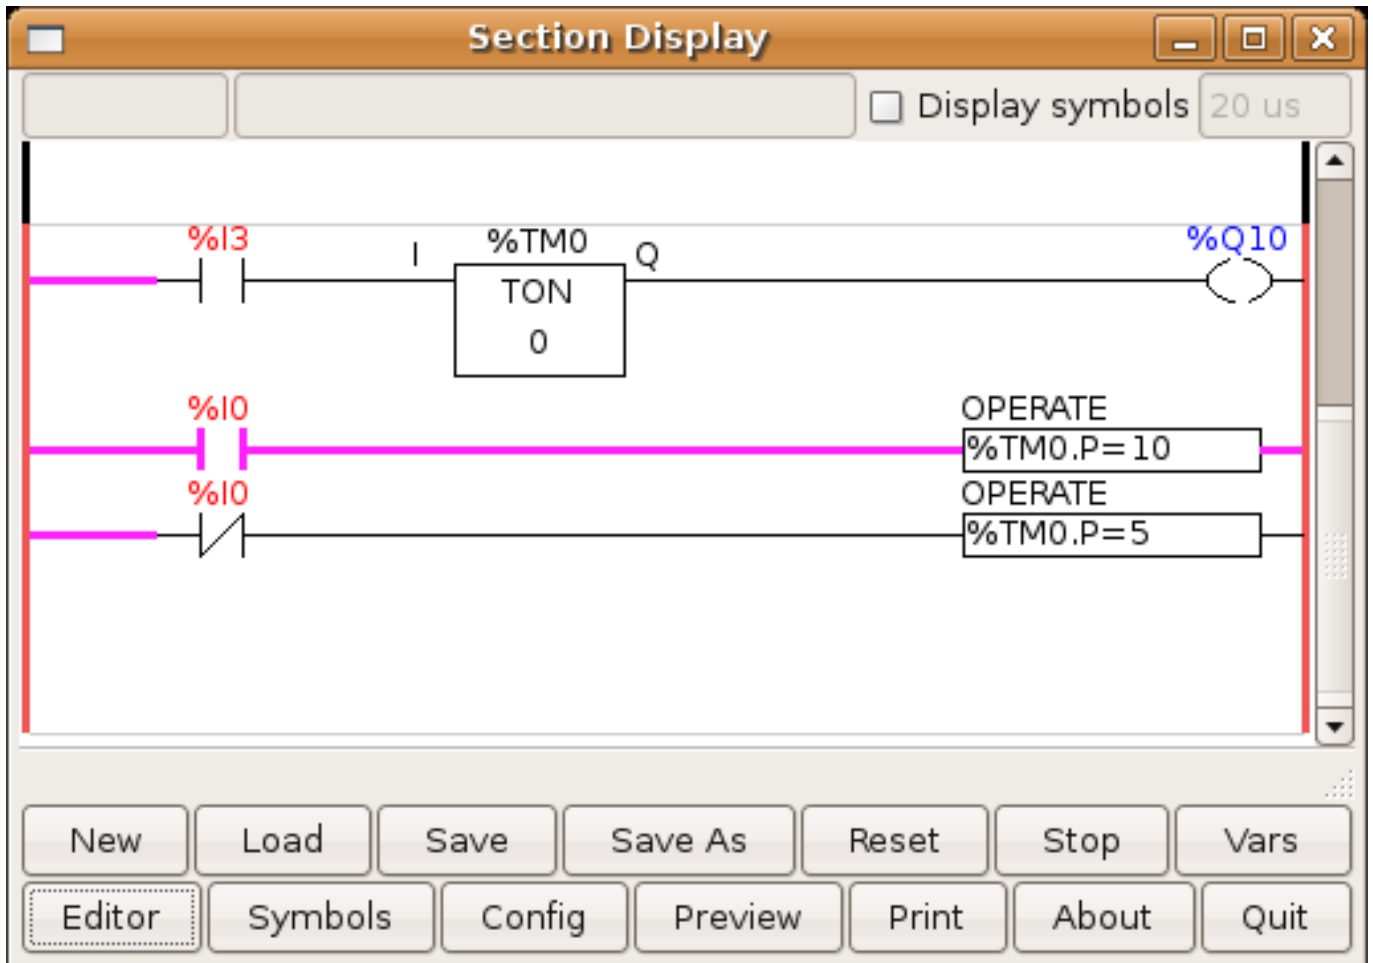 Section Display
Display symbols 20 us
%I3 I %TM0 Q %Q10
TON
0
%I0 OPERATE
%TM0.P=10
%I0 OPERATE
%TM0.P=5
New Load Save Save As Reset Stop Vars
Editor Symbols Config Preview Print About Quit